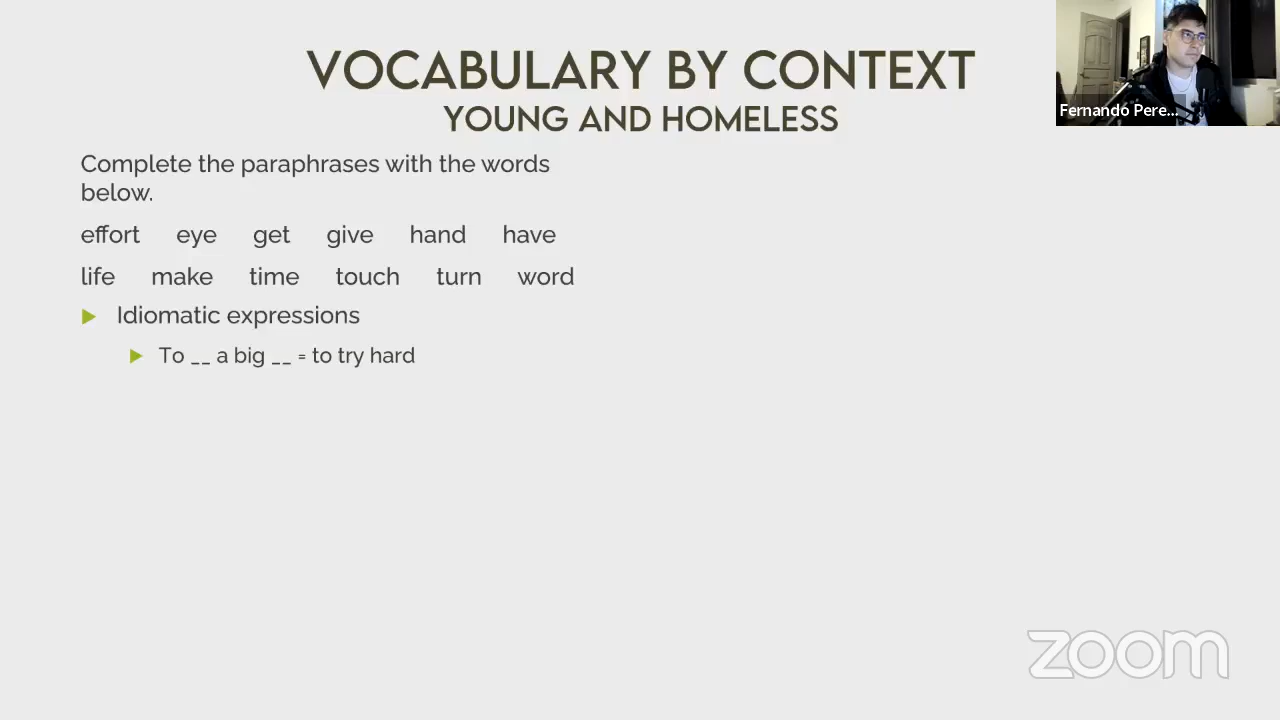 VOCABULARY BY CONTEXT
YOUNG AND HOMELESS
Fernando Pere...
Complete the paraphrases with the words
below.
effort eye get give hand have
life make time touch turn word
Idiomatic expressions
To __ a big __ = to try hard
zoom